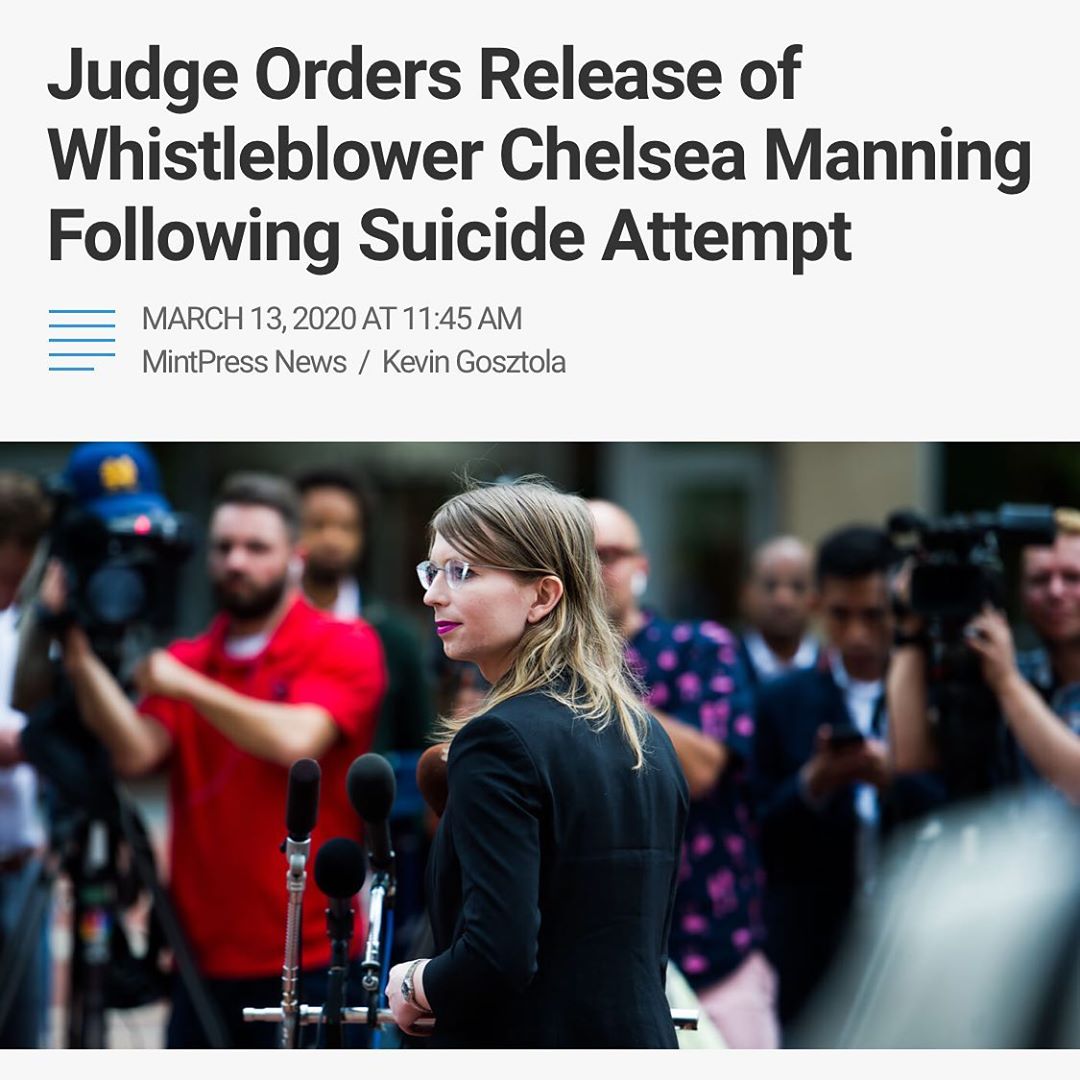 Judge Orders Release of
Whistleblower Chelsea Manning
Following Suicide Attempt
MARCH 13, 2020 AT 11:45 AM
MintPress News / Kevin Gosztola